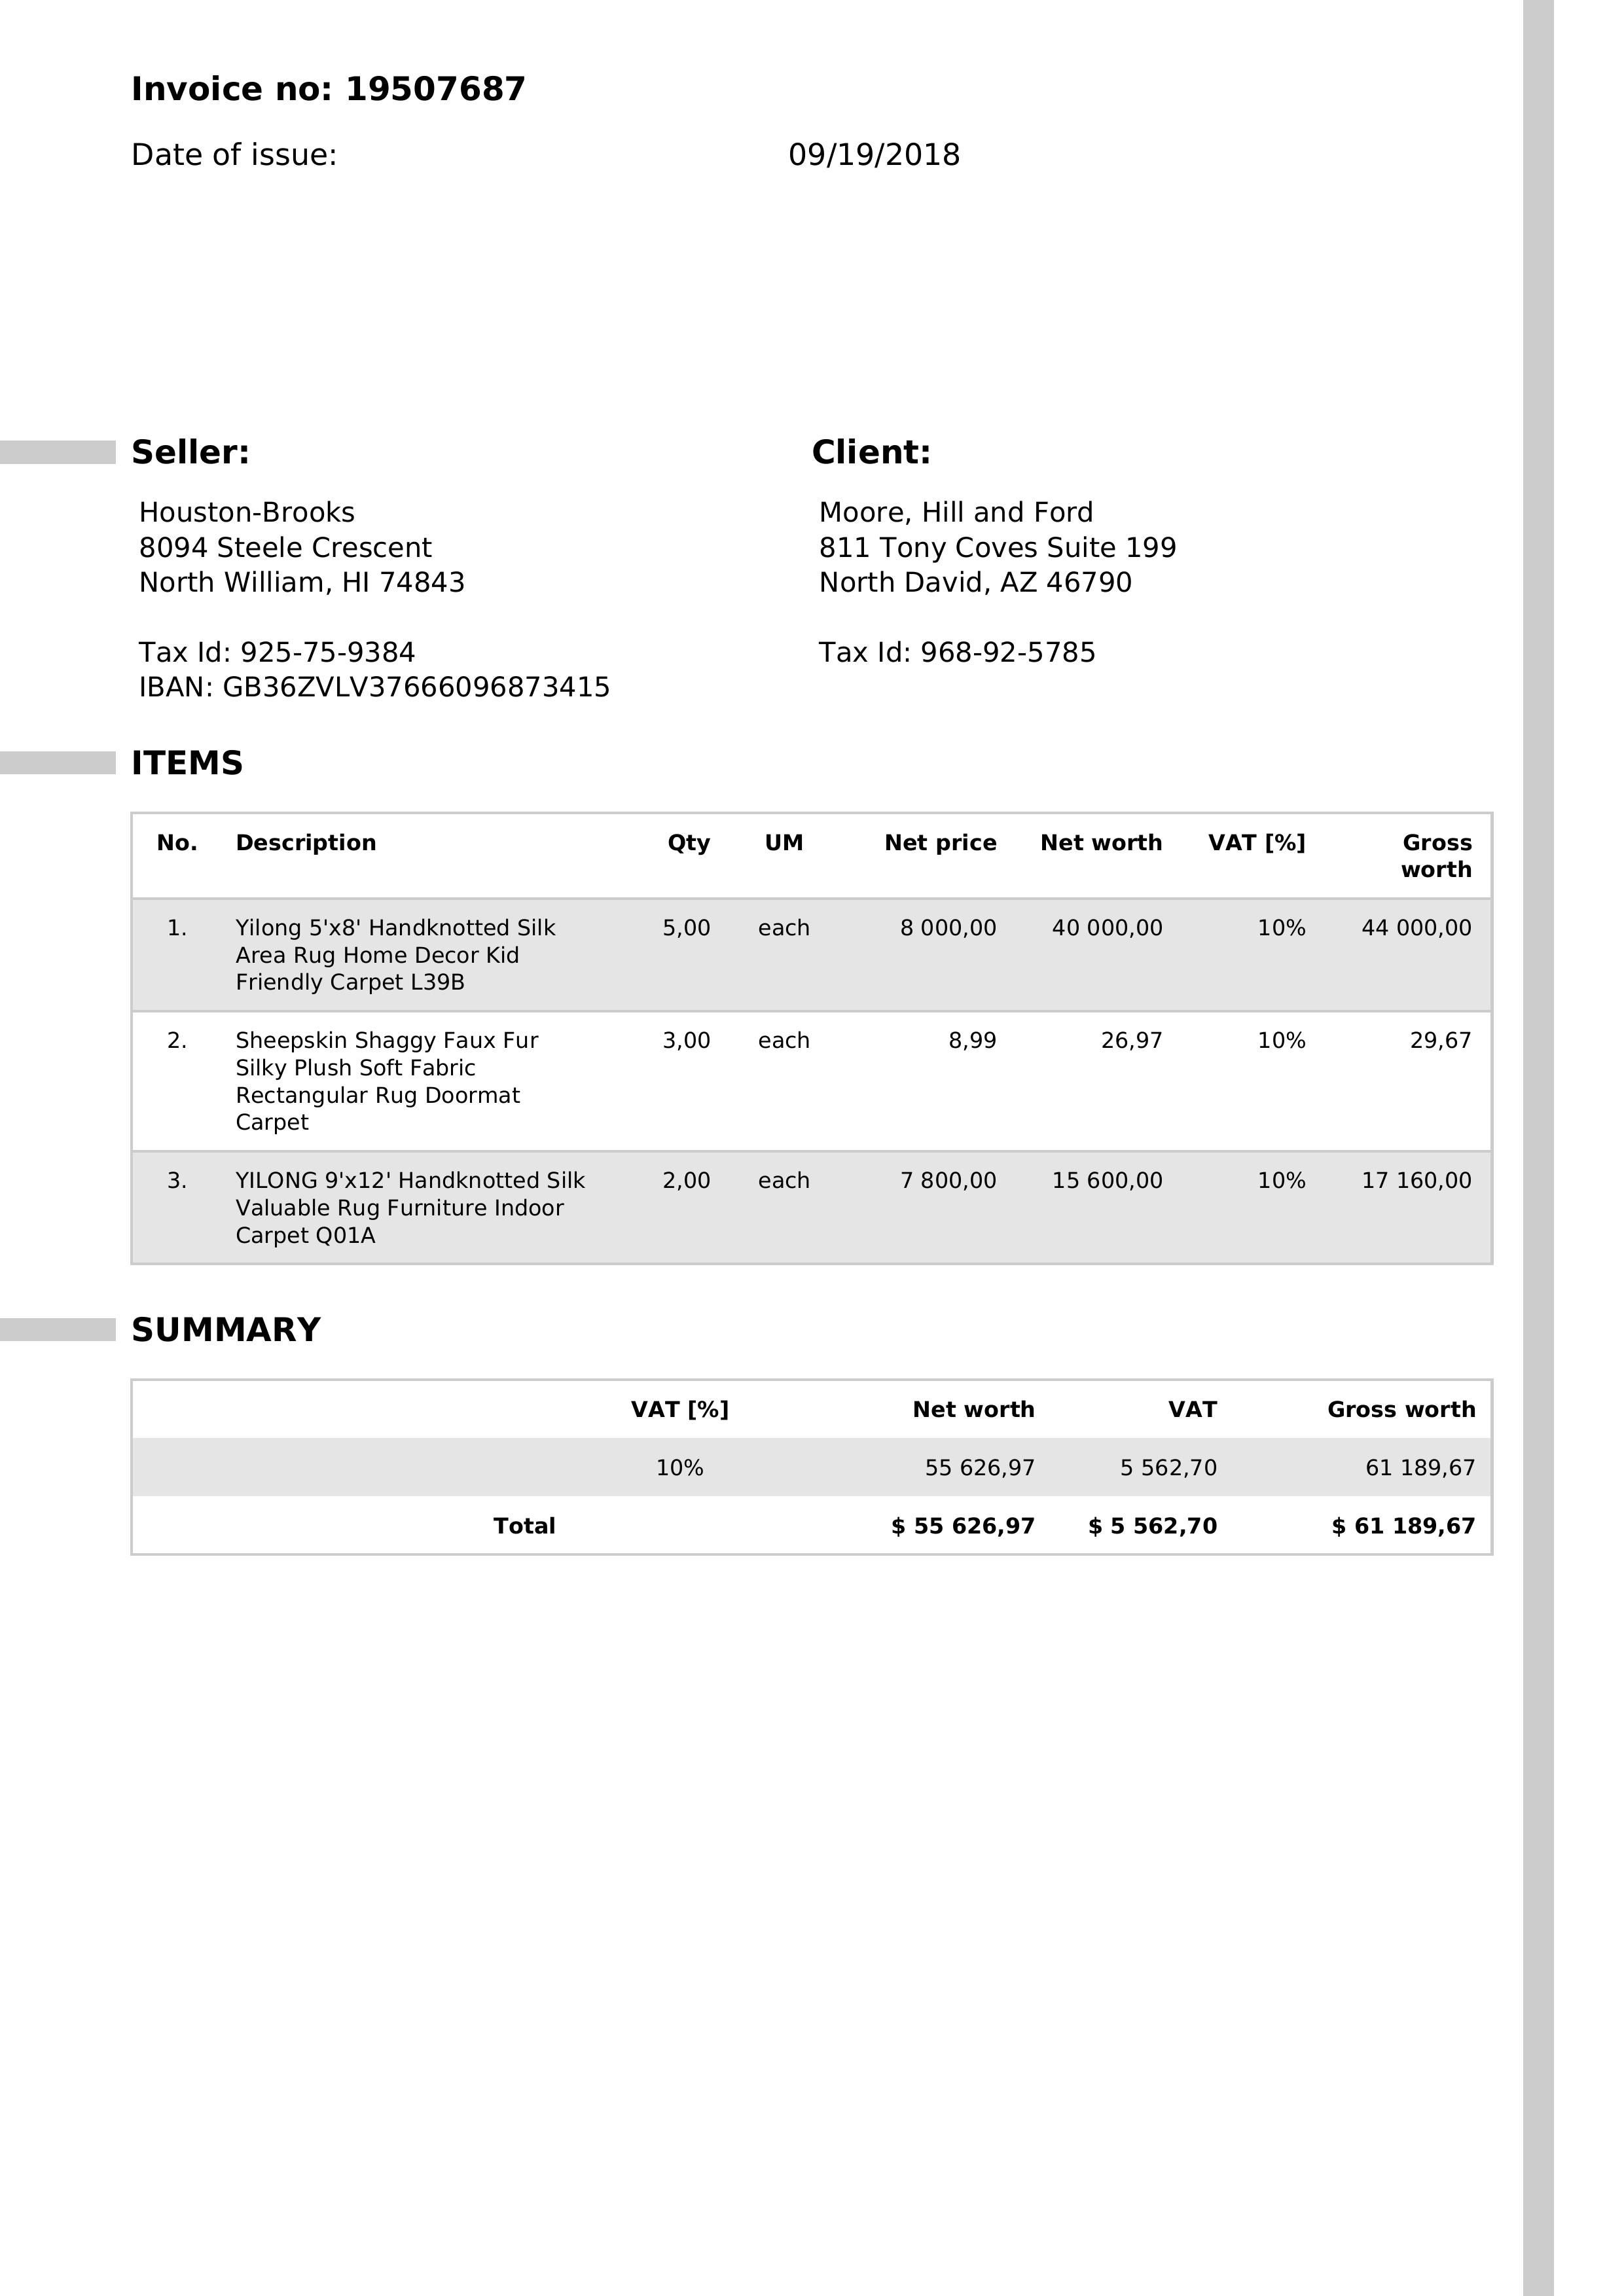 Invoice no: 19507687
Date of issue: 09/19/2018
Seller:
Houston-Brooks
8094 Steele Crescent
North William, HI 74843
Tax Id: 925-75-9384
IBAN: GB36ZVLV37666096873415
Client:
Moore, Hill and Ford
811 Tony Coves Suite 199
North David, AZ 46790
Tax Id: 968-92-5785
ITEMS
No. Description Qty UM Net price Net worth VAT [%] Gross
worth
1. Yilong 5'x8' Handknotted Silk 5,00 each 8 000,00 40 000,00 10% 44 000,00
Area Rug Home Decor Kid
Friendly Carpet L39B
2. Sheepskin Shaggy Faux Fur 3,00 each 8,99 26,97 10% 29,67
Silky Plush Soft Fabric
Rectangular Rug Doormat
Carpet
3. YILONG 9'x12' Handknotted Silk 2,00 each 7 800,00 15 600,00 10% 17 160,00
Valuable Rug Furniture Indoor
Carpet Q01A
SUMMARY
VAT [%] Net worth VAT Gross worth
10% 55 626,97 5 562,70 61 189,67
Total $ 55 626,97 $ 5 562,70 $ 61 189,67